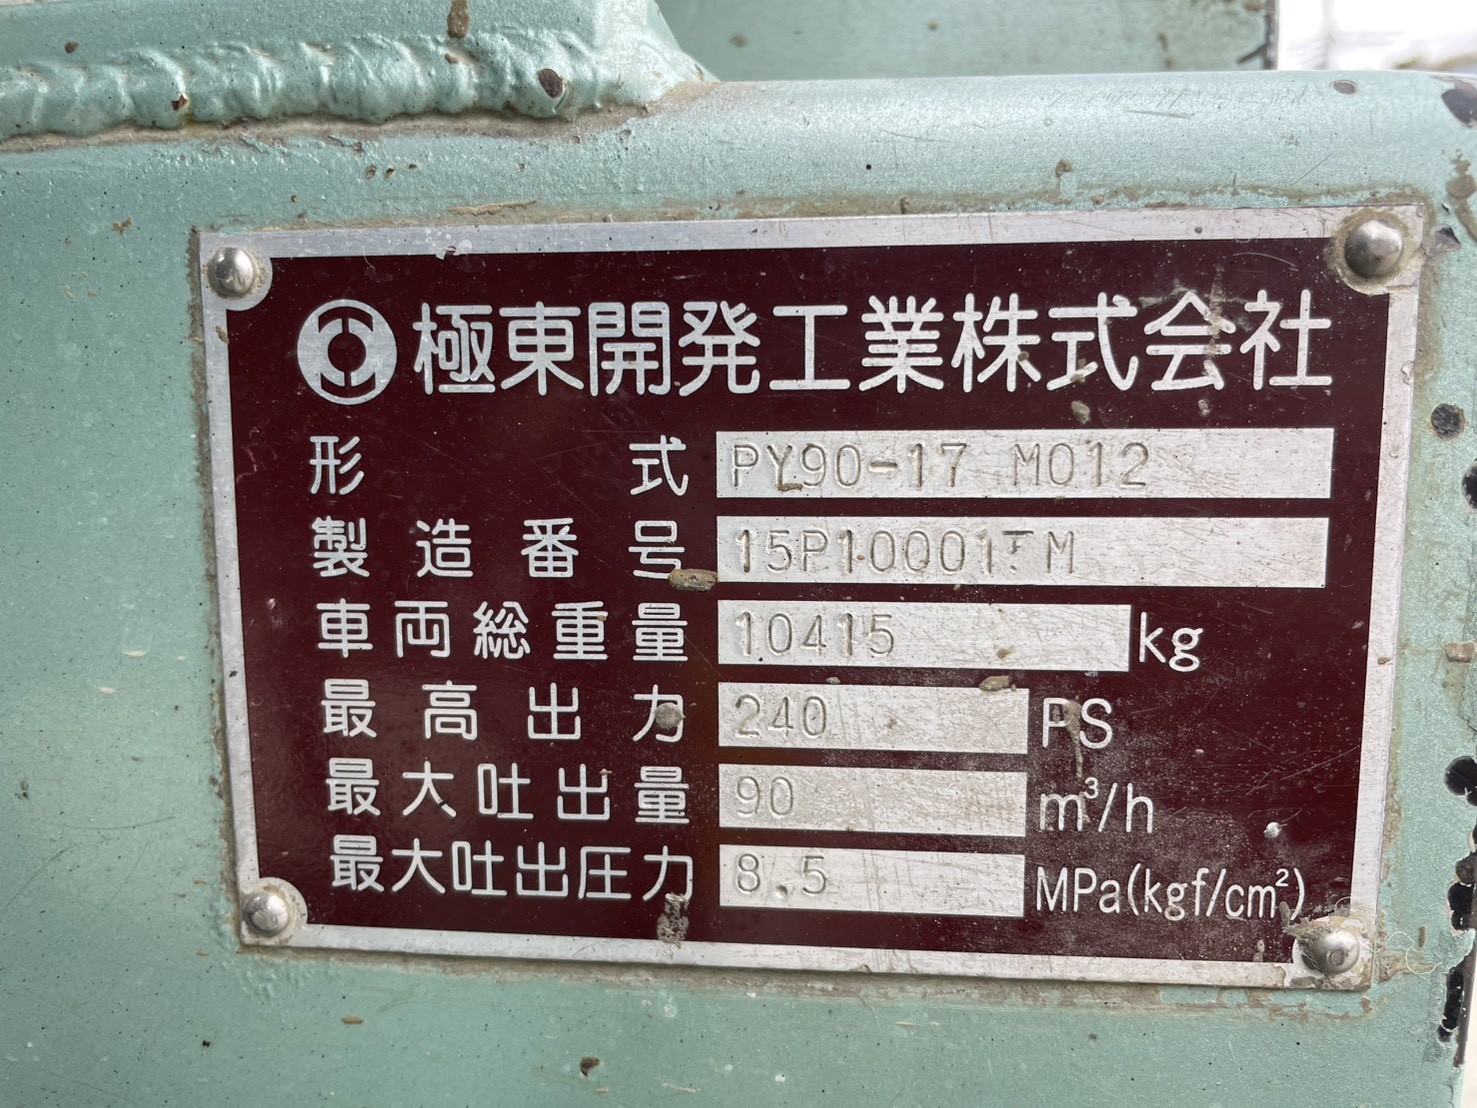 極東開発工業株式会社
形式 PY90-17 M012
製造番号 15P10001TM
車両総重量 10415 kg
最高出力 240 PS
最大吐出量 90 m³/h
最大吐出圧力 8.5 MPa(kgf/cm²)